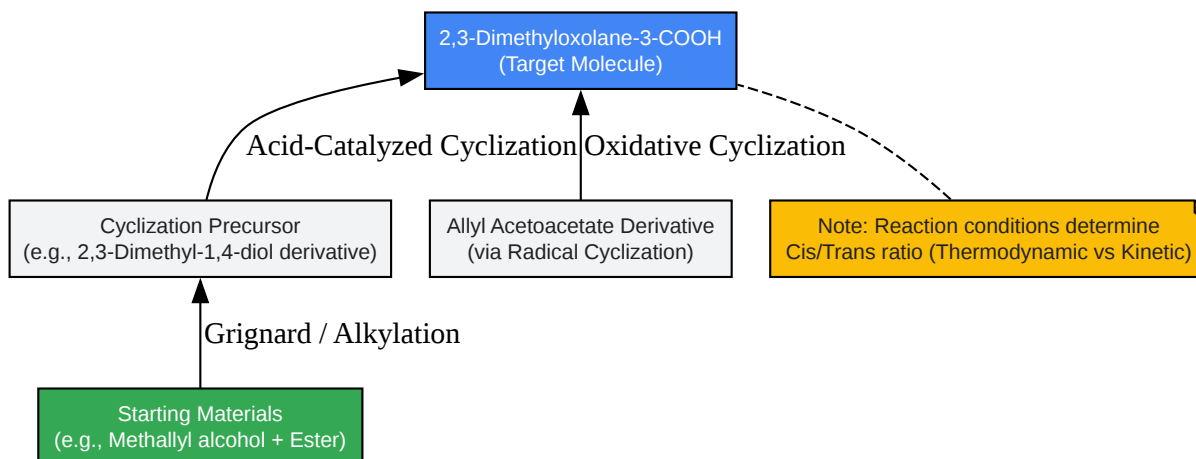 2,3-Dimethyloxolane-3-COOH
(Target Molecule)
Acid-Catalyzed Cyclization
Oxidative Cyclization
Cyclization Precursor
(e.g., 2,3-Dimethyl-1,4-diol derivative)
Allyl Acetoacetate Derivative
(via Radical Cyclization)
Note: Reaction conditions determine
Cis/Trans ratio (Thermodynamic vs Kinetic)
Grignard / Alkylation
Starting Materials
(e.g., Methallyl alcohol + Ester)